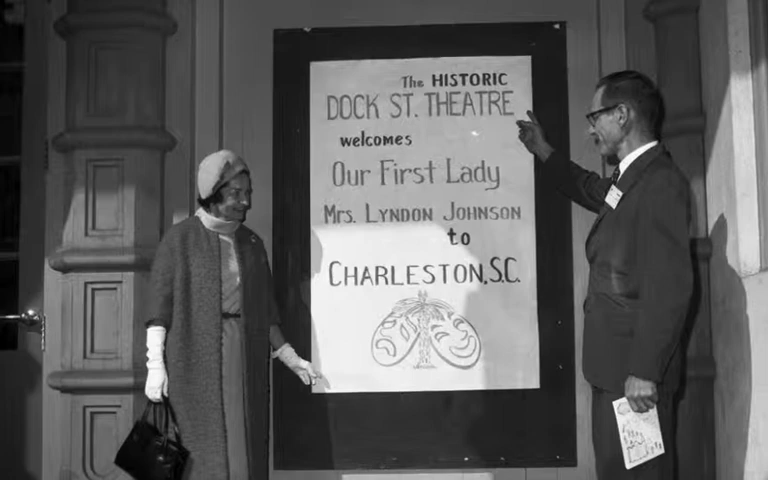 The HISTORIC
DOCK ST. THEATRE
welcomes
Our First Lady
MRS. LYNDON JOHNSON
to
CHARLESTON, S.C.